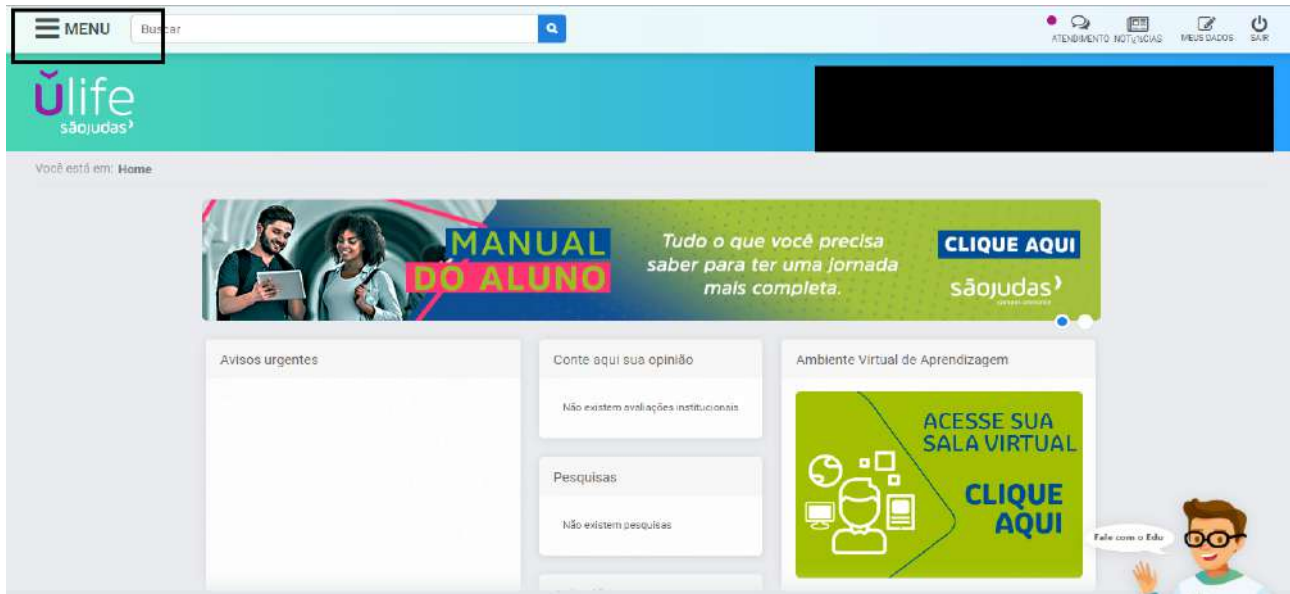 MENU
Buscar
ATENDIMENTO NOTÍCIAS MEUS DADOS SAIR
ŭlife
sãojudas
Você está em: Home
MANUAL
DO ALUNO
Tudo o que você precisa
saber para ter uma jornada
mais completa.
CLIQUE AQUI
sãojudas
Avisos urgentes
Conte aqui sua opinião
Não existem avaliações institucionais
Pesquisas
Não existem pesquisas
Ambiente Virtual de Aprendizagem
ACESSE SUA
SALA VIRTUAL
CLIQUE
AQUI
Fale com o Edu